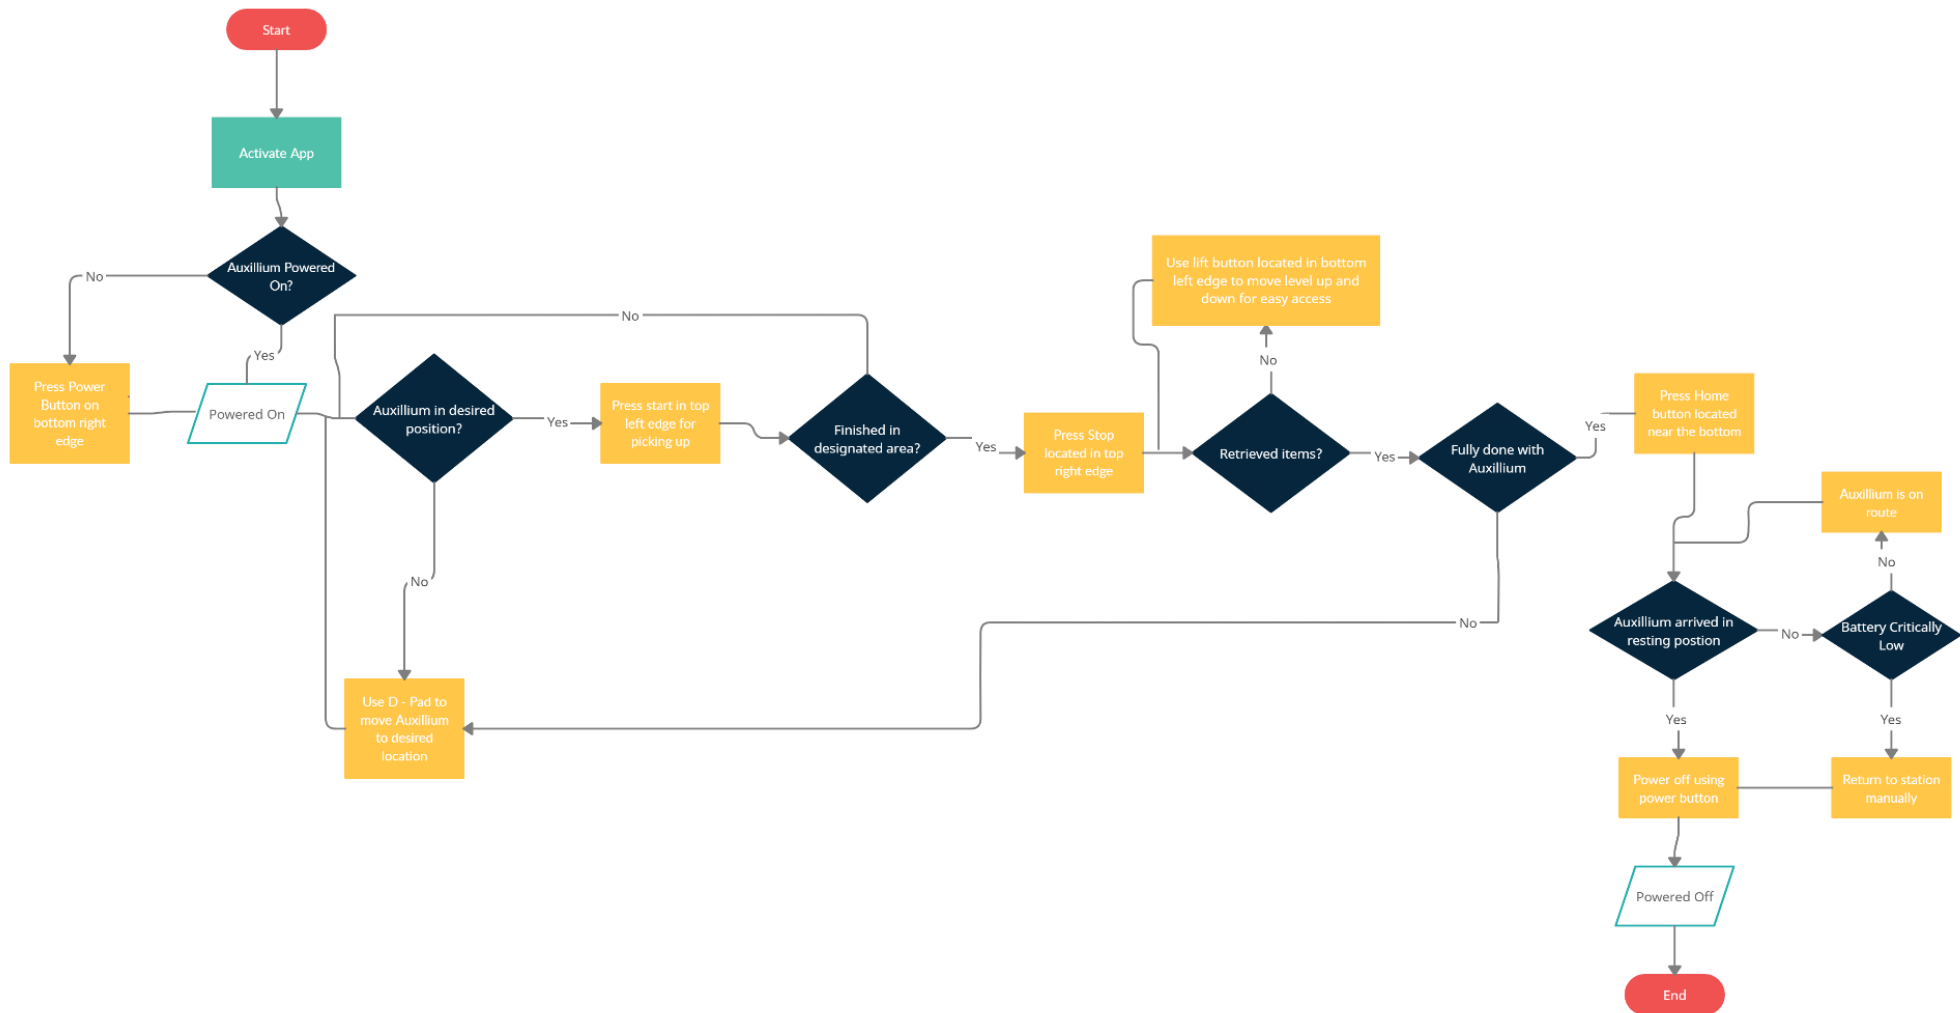 Start
Activate App
Auxillium Powered
On?
No
Yes
Press Power
Button on
bottom right
edge
Powered On
No
Auxillium in desired
position?
Yes
Press start in top
left edge for
picking up
Finished in
designated area?
Yes
Press Stop
located in top
right edge
Use lift button located in bottom
left edge to move level up and
down for easy access
No
Retrieved items?
Yes
Fully done with
Auxillium
Yes
Press Home
button located
near the bottom
No
Use D - Pad to
move Auxillium
to desired
location
No
Auxillium is on
route
No
Auxillium arrived in
resting postion
No
Battery Critically
Low
Yes
Yes
Power off using
power button
Return to station
manually
Powered Off
End